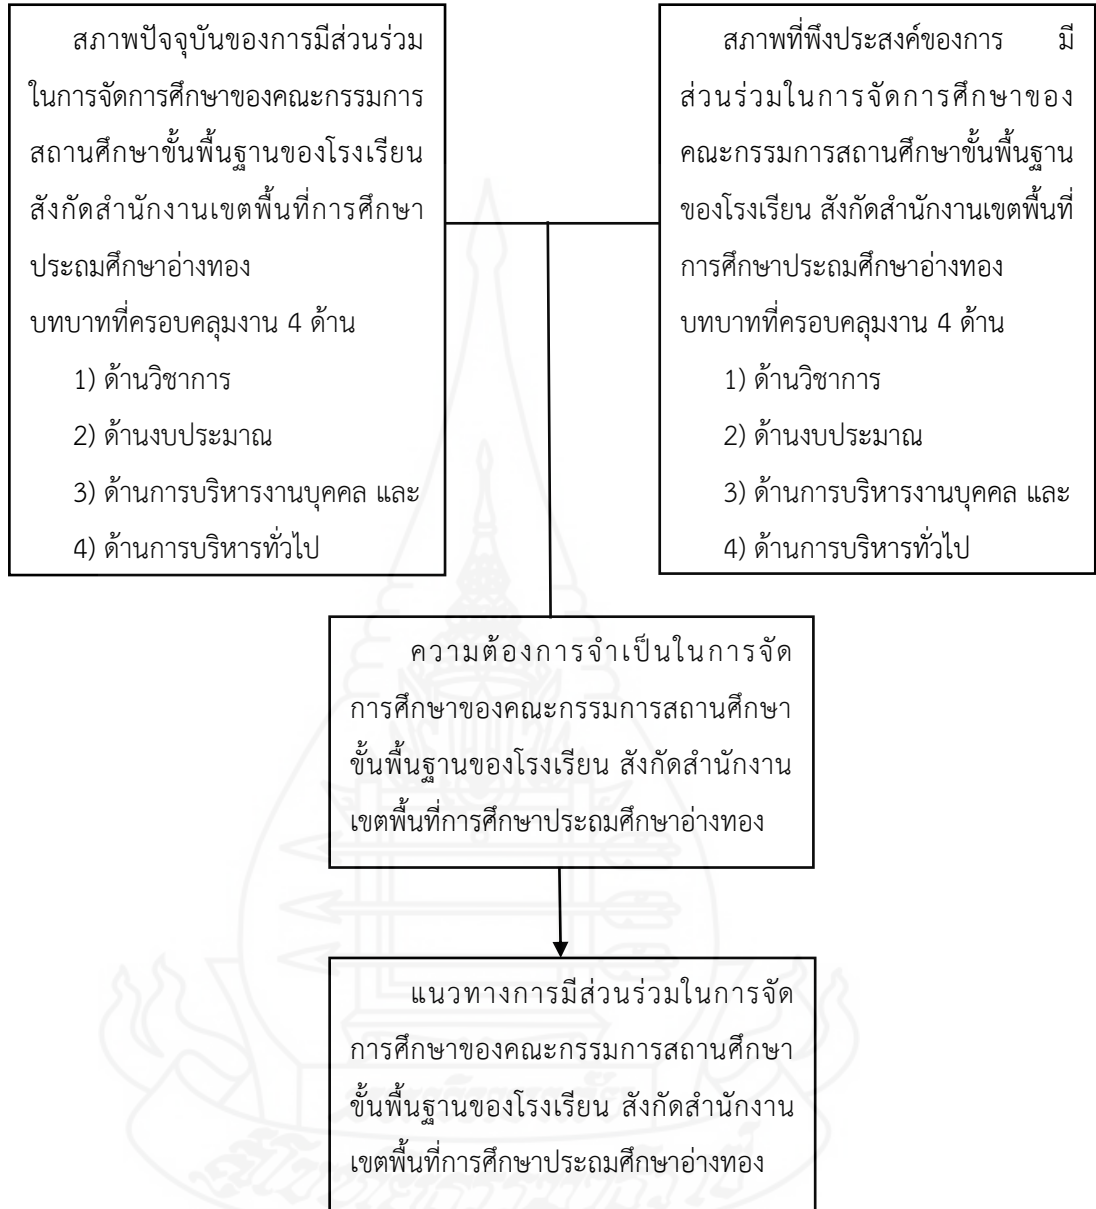 สภาพปัจจุบันของการมีส่วนร่วม
ในการจัดการศึกษาของคณะกรรมการ
สถานศึกษาขั้นพื้นฐานของโรงเรียน
สังกัดสำนักงานเขตพื้นที่การศึกษา
ประถมศึกษาอ่างทอง
บทบาทที่ครอบคลุมงาน 4 ด้าน
1) ด้านวิชาการ
2) ด้านงบประมาณ
3) ด้านการบริหารงานบุคคล และ
4) ด้านการบริหารทั่วไป
สภาพที่พึงประสงค์ของการ มี
ส่วนร่วมในการจัดการศึกษาของ
คณะกรรมการสถานศึกษาขั้นพื้นฐาน
ของโรงเรียน สังกัดสำนักงานเขตพื้นที่
การศึกษาประถมศึกษาอ่างทอง
บทบาทที่ครอบคลุมงาน 4 ด้าน
1) ด้านวิชาการ
2) ด้านงบประมาณ
3) ด้านการบริหารงานบุคคล และ
4) ด้านการบริหารทั่วไป
ความต้องการจำเป็นในการจัด
การศึกษาของคณะกรรมการสถานศึกษา
ขั้นพื้นฐานของโรงเรียน สังกัดสำนักงาน
เขตพื้นที่การศึกษาประถมศึกษาอ่างทอง
แนวทางการมีส่วนร่วมในการจัด
การศึกษาของคณะกรรมการสถานศึกษา
ขั้นพื้นฐานของโรงเรียน สังกัดสำนักงาน
เขตพื้นที่การศึกษาประถมศึกษาอ่างทอง